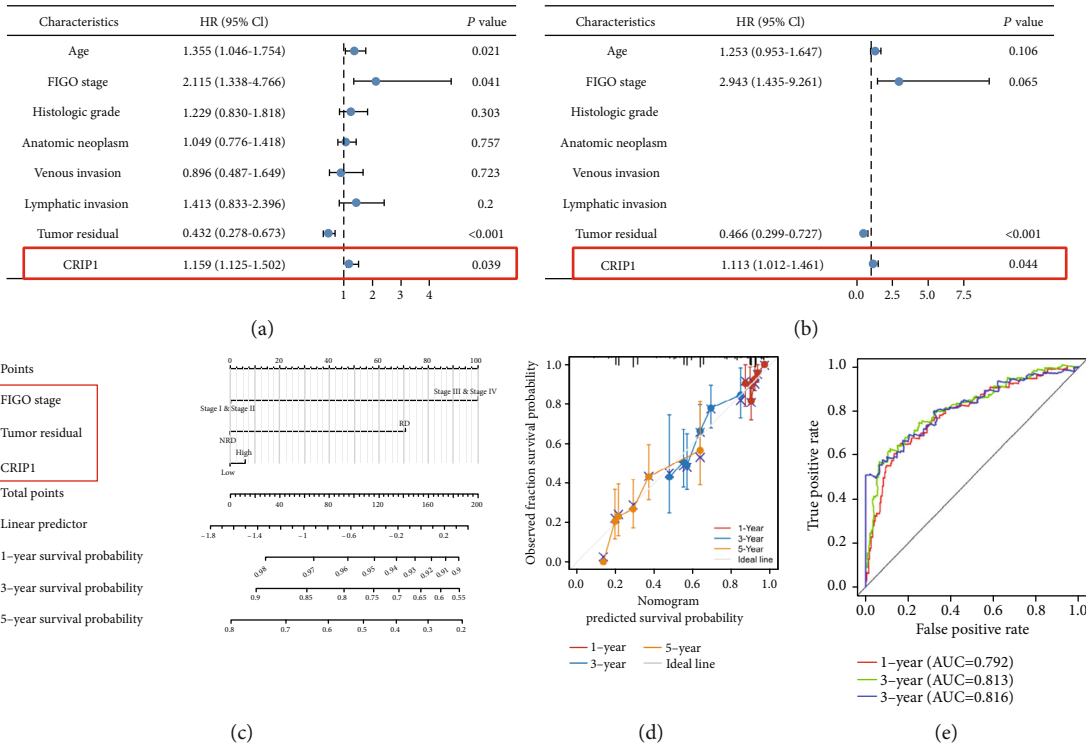 Characteristics HR (95% Cl) P value
Age 1.355 (1.046-1.754) 0.021
FIGO stage 2.115 (1.338-4.766) 0.041
Histologic grade 1.229 (0.830-1.818) 0.303
Anatomic neoplasm 1.049 (0.776-1.418) 0.757
Venous invasion 0.896 (0.487-1.649) 0.723
Lymphatic invasion 1.413 (0.833-2.396) 0.2
Tumor residual 0.432 (0.278-0.673) <0.001
CRIP1 1.159 (1.125-1.502) 0.039
1 2 3 4
(a)
Characteristics HR (95% Cl) P value
Age 1.253 (0.953-1.647) 0.106
FIGO stage 2.943 (1.435-9.261) 0.065
Histologic grade
Anatomic neoplasm
Venous invasion
Lymphatic invasion
Tumor residual 0.466 (0.299-0.727) <0.001
CRIP1 1.113 (1.012-1.461) 0.044
0.0 2.5 5.0 7.5
(b)
Points 0 20 40 60 80 100
FIGO stage Stage III & Stage IV
Stage I & Stage II
Tumor residual RD
NRD
High
CRIP1
Low
Total points
0 40 80 120 160 200
Linear predictor
−1.8 −1.4 −1 −0.6 −0.2 0.2
1−year survival probability
0.98 0.97 0.96 0.95 0.94 0.93 0.92 0.91 0.9
3−year survival probability
0.9 0.85 0.8 0.75 0.7 0.65 0.6 0.55
5−year survival probability
0.8 0.7 0.6 0.5 0.4 0.3 0.2
(c)
Observed fraction survival probability
1.0
0.8
0.6
0.4
0.2
0.0
1-Year
3-Year
5-Year
Ideal line
0.0 0.2 0.4 0.6 0.8 1.0
Nomogram
predicted survival probability
1−year 5−year
3−year Ideal line
(d)
True positive rate
1.0
0.8
0.6
0.4
0.2
0.0
0.0 0.2 0.4 0.6 0.8 1.0
False positive rate
1−year (AUC=0.792)
3−year (AUC=0.813)
3−year (AUC=0.816)
(e)